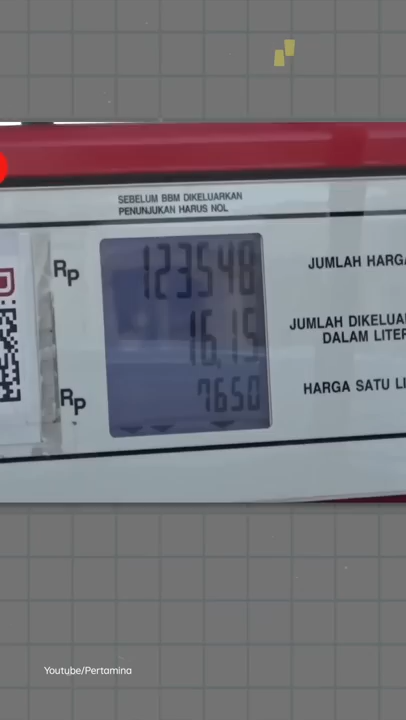 SEBELUM BBM DIKELUARKAN
PENUNJUKAN HARUS NOL
Rp
123548
JUMLAH HARGA
16,15
JUMLAH DIKELUA
DALAM LITER
Rp
7650
HARGA SATU LI
Youtube/Pertamina